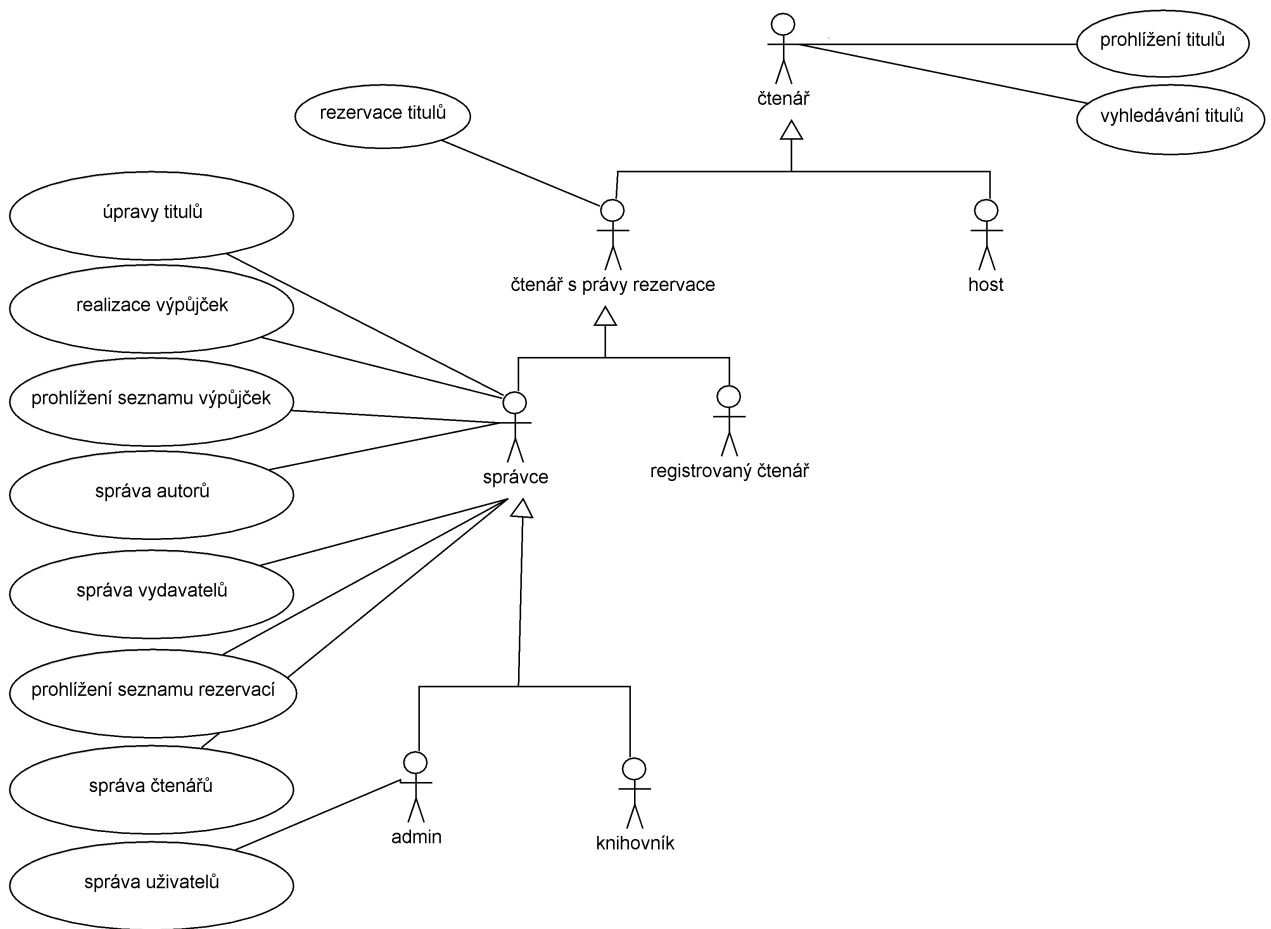 prohlížení titulů
čtenář
rezervace titulů
vyhledávání titulů
úpravy titulů
čtenář s právy rezervace
host
realizace výpůjček
prohlížení seznamu výpůjček
registrovaný čtenář
správce
správa autorů
správa vydavatelů
prohlížení seznamu rezervací
správa čtenářů
admin
knihovník
správa uživatelů